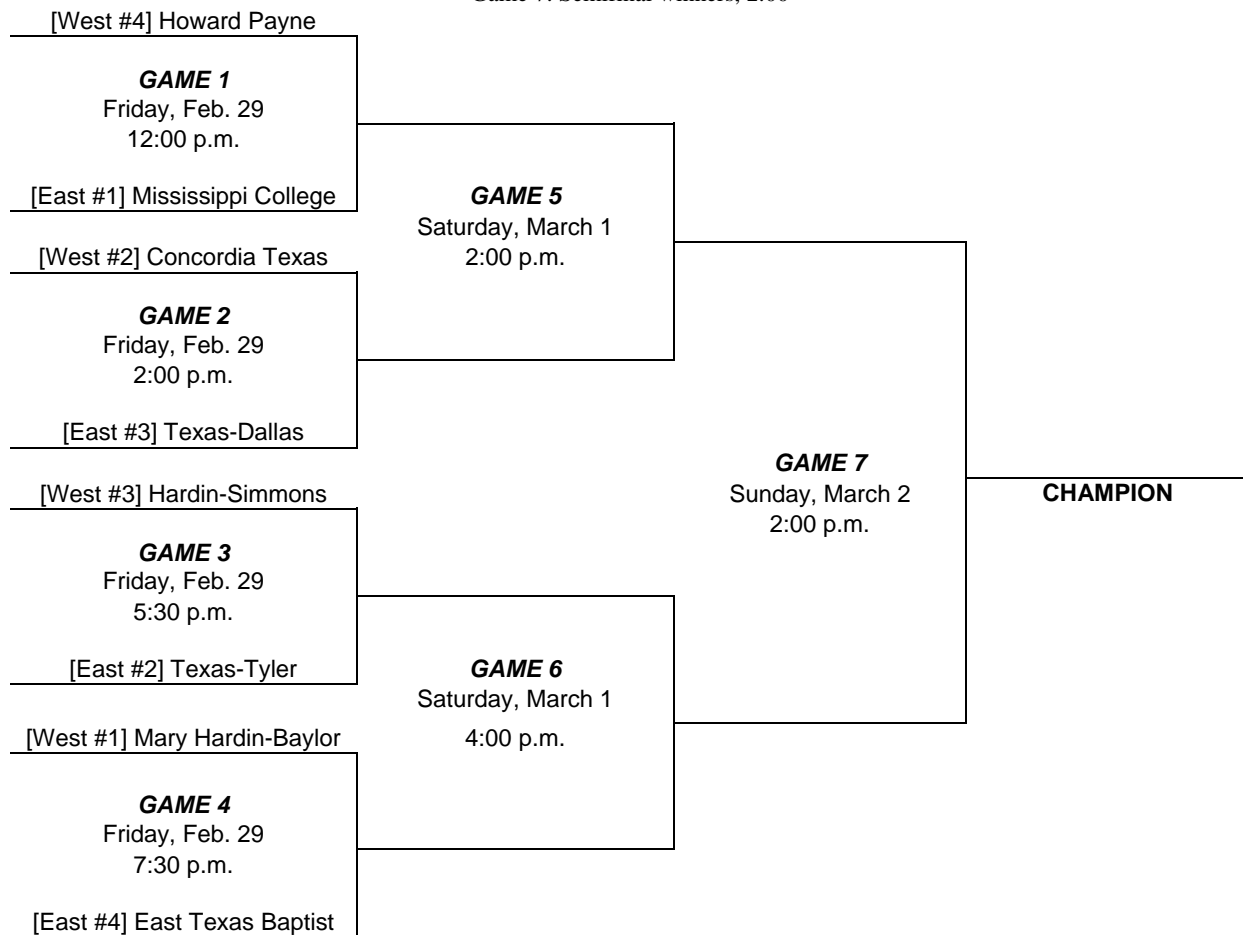 [West #4] Howard Payne
GAME 1
Friday, Feb. 29
12:00 p.m.
[East #1] Mississippi College
GAME 5
Saturday, March 1
2:00 p.m.
[West #2] Concordia Texas
GAME 2
Friday, Feb. 29
2:00 p.m.
[East #3] Texas-Dallas
GAME 7
Sunday, March 2
2:00 p.m.
CHAMPION
[West #3] Hardin-Simmons
GAME 3
Friday, Feb. 29
5:30 p.m.
[East #2] Texas-Tyler
GAME 6
Saturday, March 1
4:00 p.m.
[West #1] Mary Hardin-Baylor
GAME 4
Friday, Feb. 29
7:30 p.m.
[East #4] East Texas Baptist